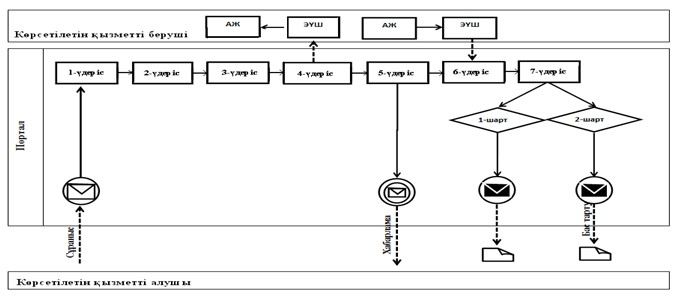 АЖ
ЭҮШ
АЖ
ЭҮШ
Көрсетілетін қызметті беруші
1-үдеріс
2-үдеріс
3-үдеріс
4-үдеріс
5-үдеріс
6-үдеріс
7-үдеріс
Портал
1-шарт
2-шарт
Сұраныс
Хабарлама
Бас тарту
Көрсетілетін қызметті алушы